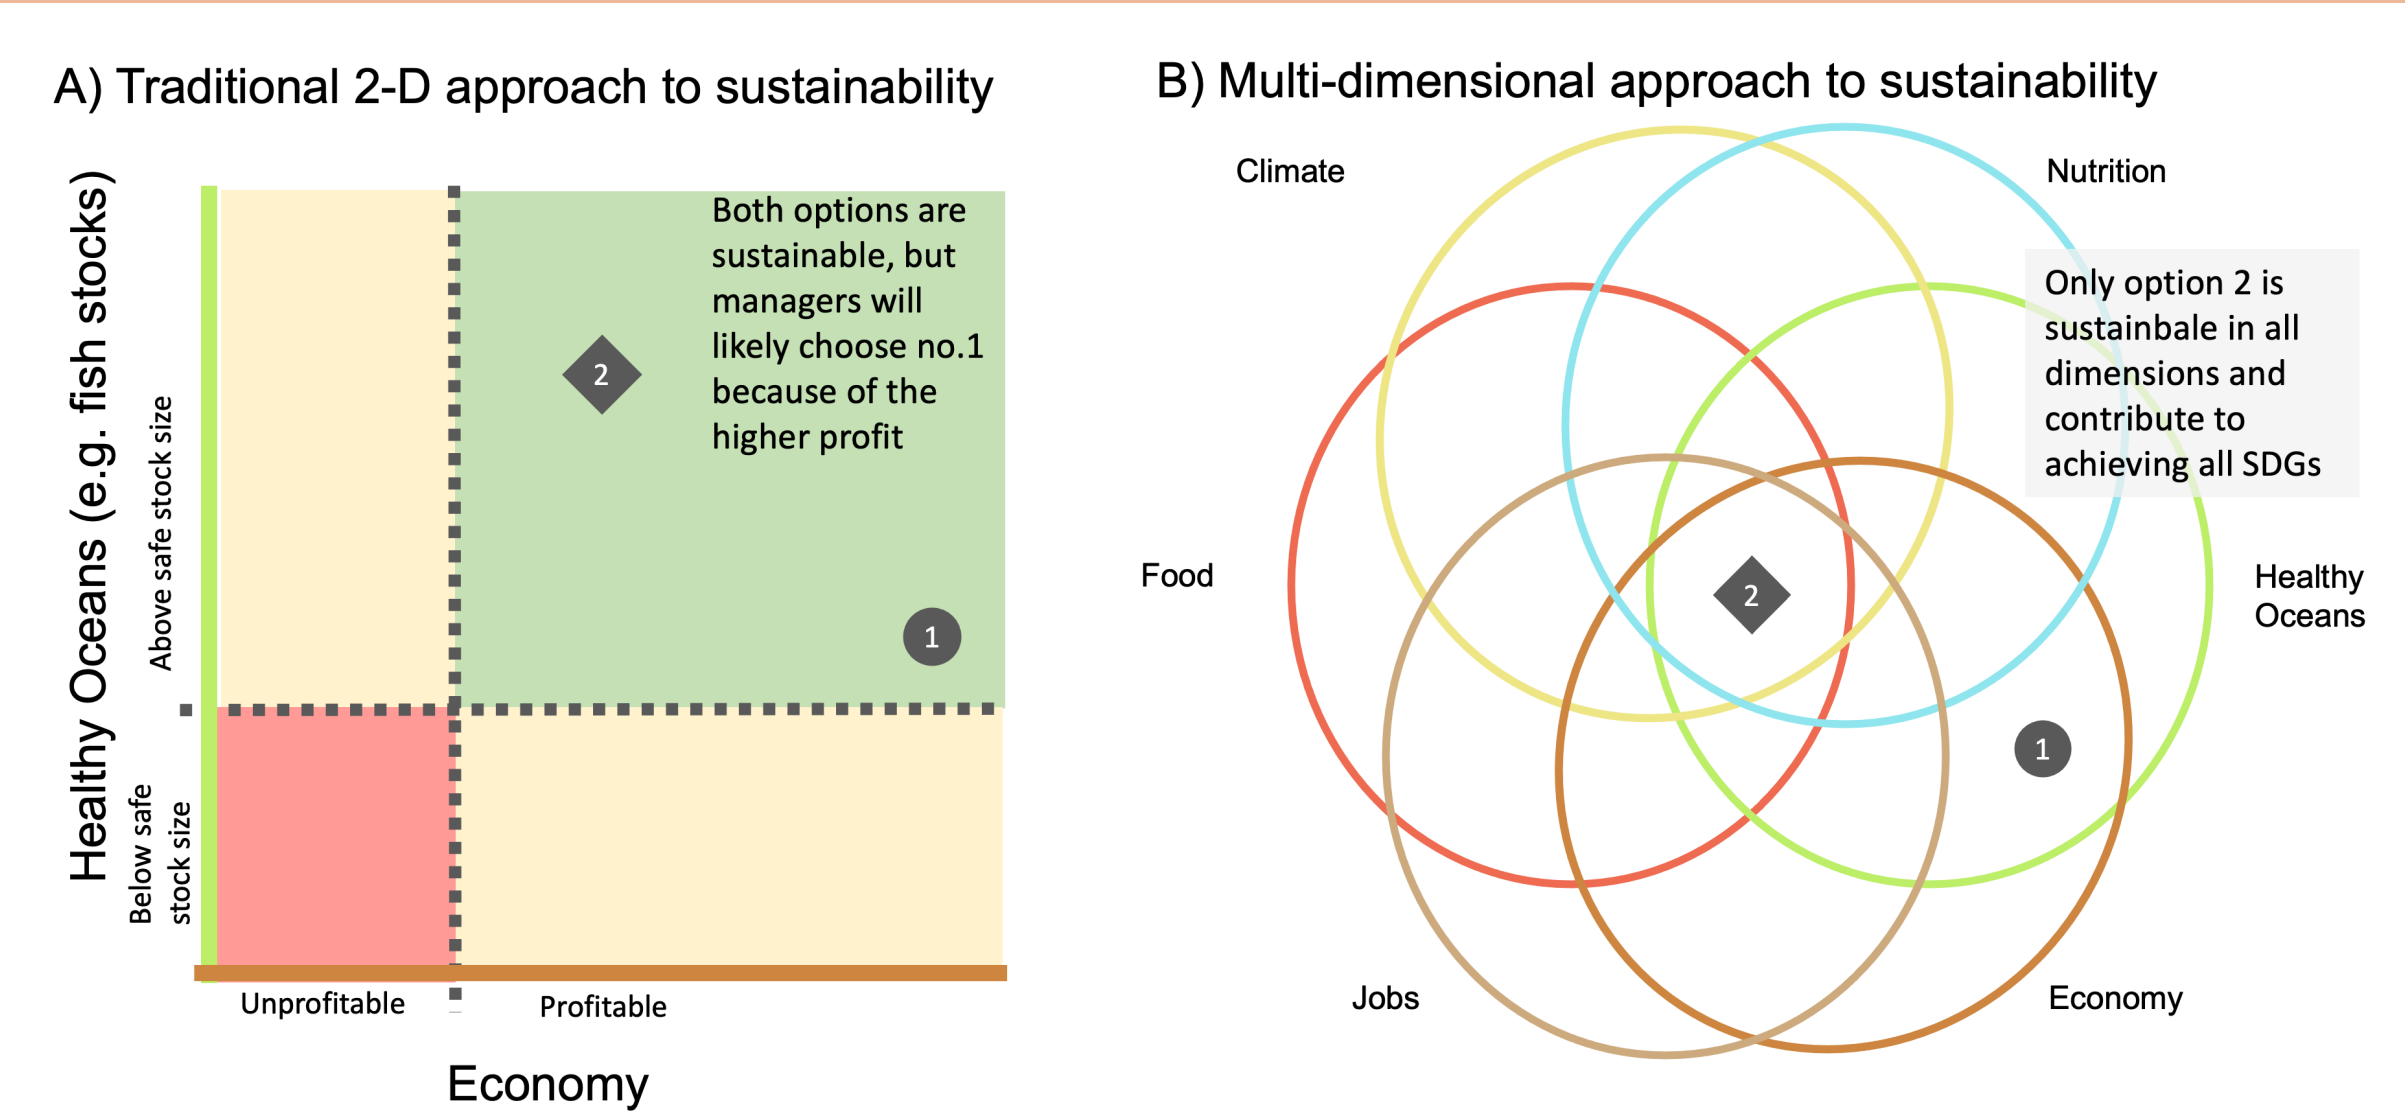 A) Traditional 2-D approach to sustainability
Healthy Oceans (e.g. fish stocks)
Above safe stock size
Below safe
stock size
Both options are
sustainable, but
managers will
likely choose no.1
because of the
higher profit
2
1
Unprofitable
Profitable
Economy
B) Multi-dimensional approach to sustainability
Climate
Nutrition
Only option 2 is
sustainbale in all
dimensions and
contribute to
achieving all SDGs
Food
2
Healthy
Oceans
1
Jobs
Economy